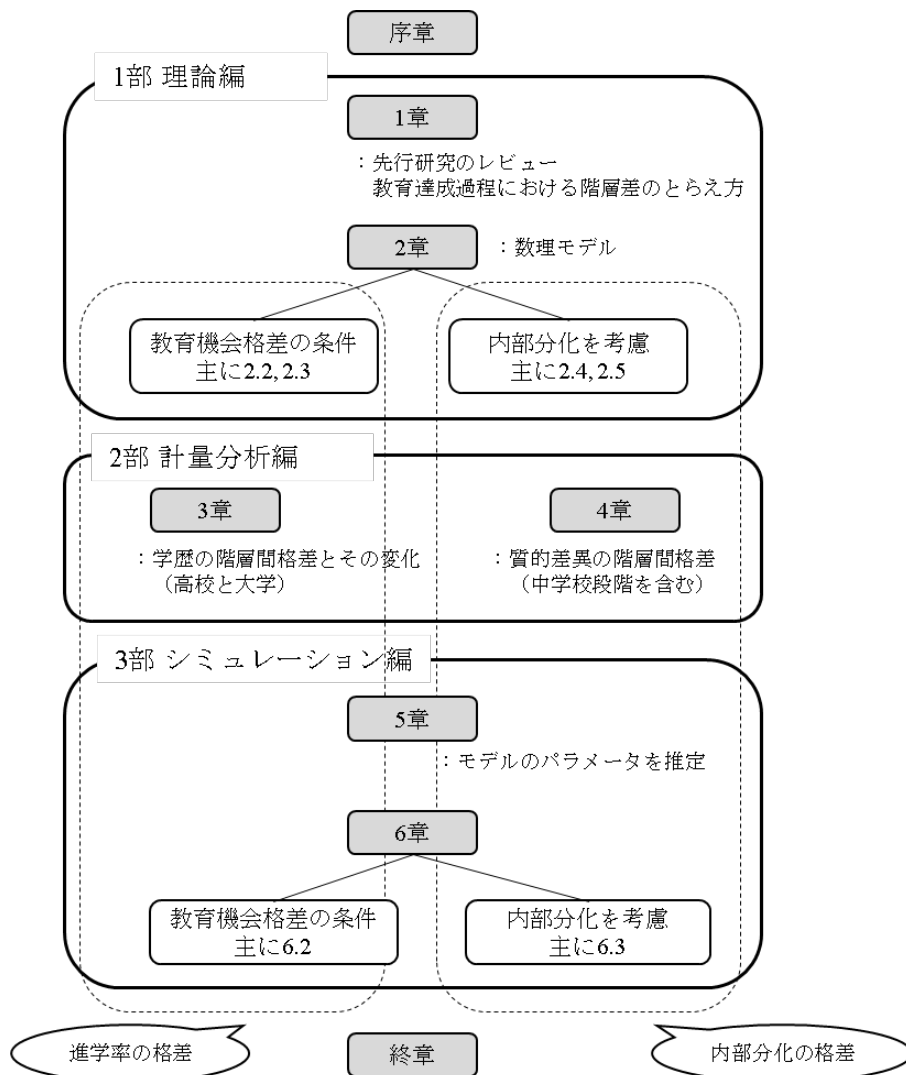 序章
1部 理論編
1章
：先行研究のレビュー
教育達成過程における階層差のとらえ方
2章
：数理モデル
教育機会格差の条件
主に2.2, 2.3
内部分化を考慮
主に2.4, 2.5
2部 計量分析編
3章
：学歴の階層間格差とその変化
（高校と大学）
4章
：質的差異の階層間格差
（中学校段階を含む）
3部 シミュレーション編
5章
：モデルのパラメータを推定
6章
教育機会格差の条件
主に6.2
内部分化を考慮
主に6.3
進学率の格差
終章
内部分化の格差